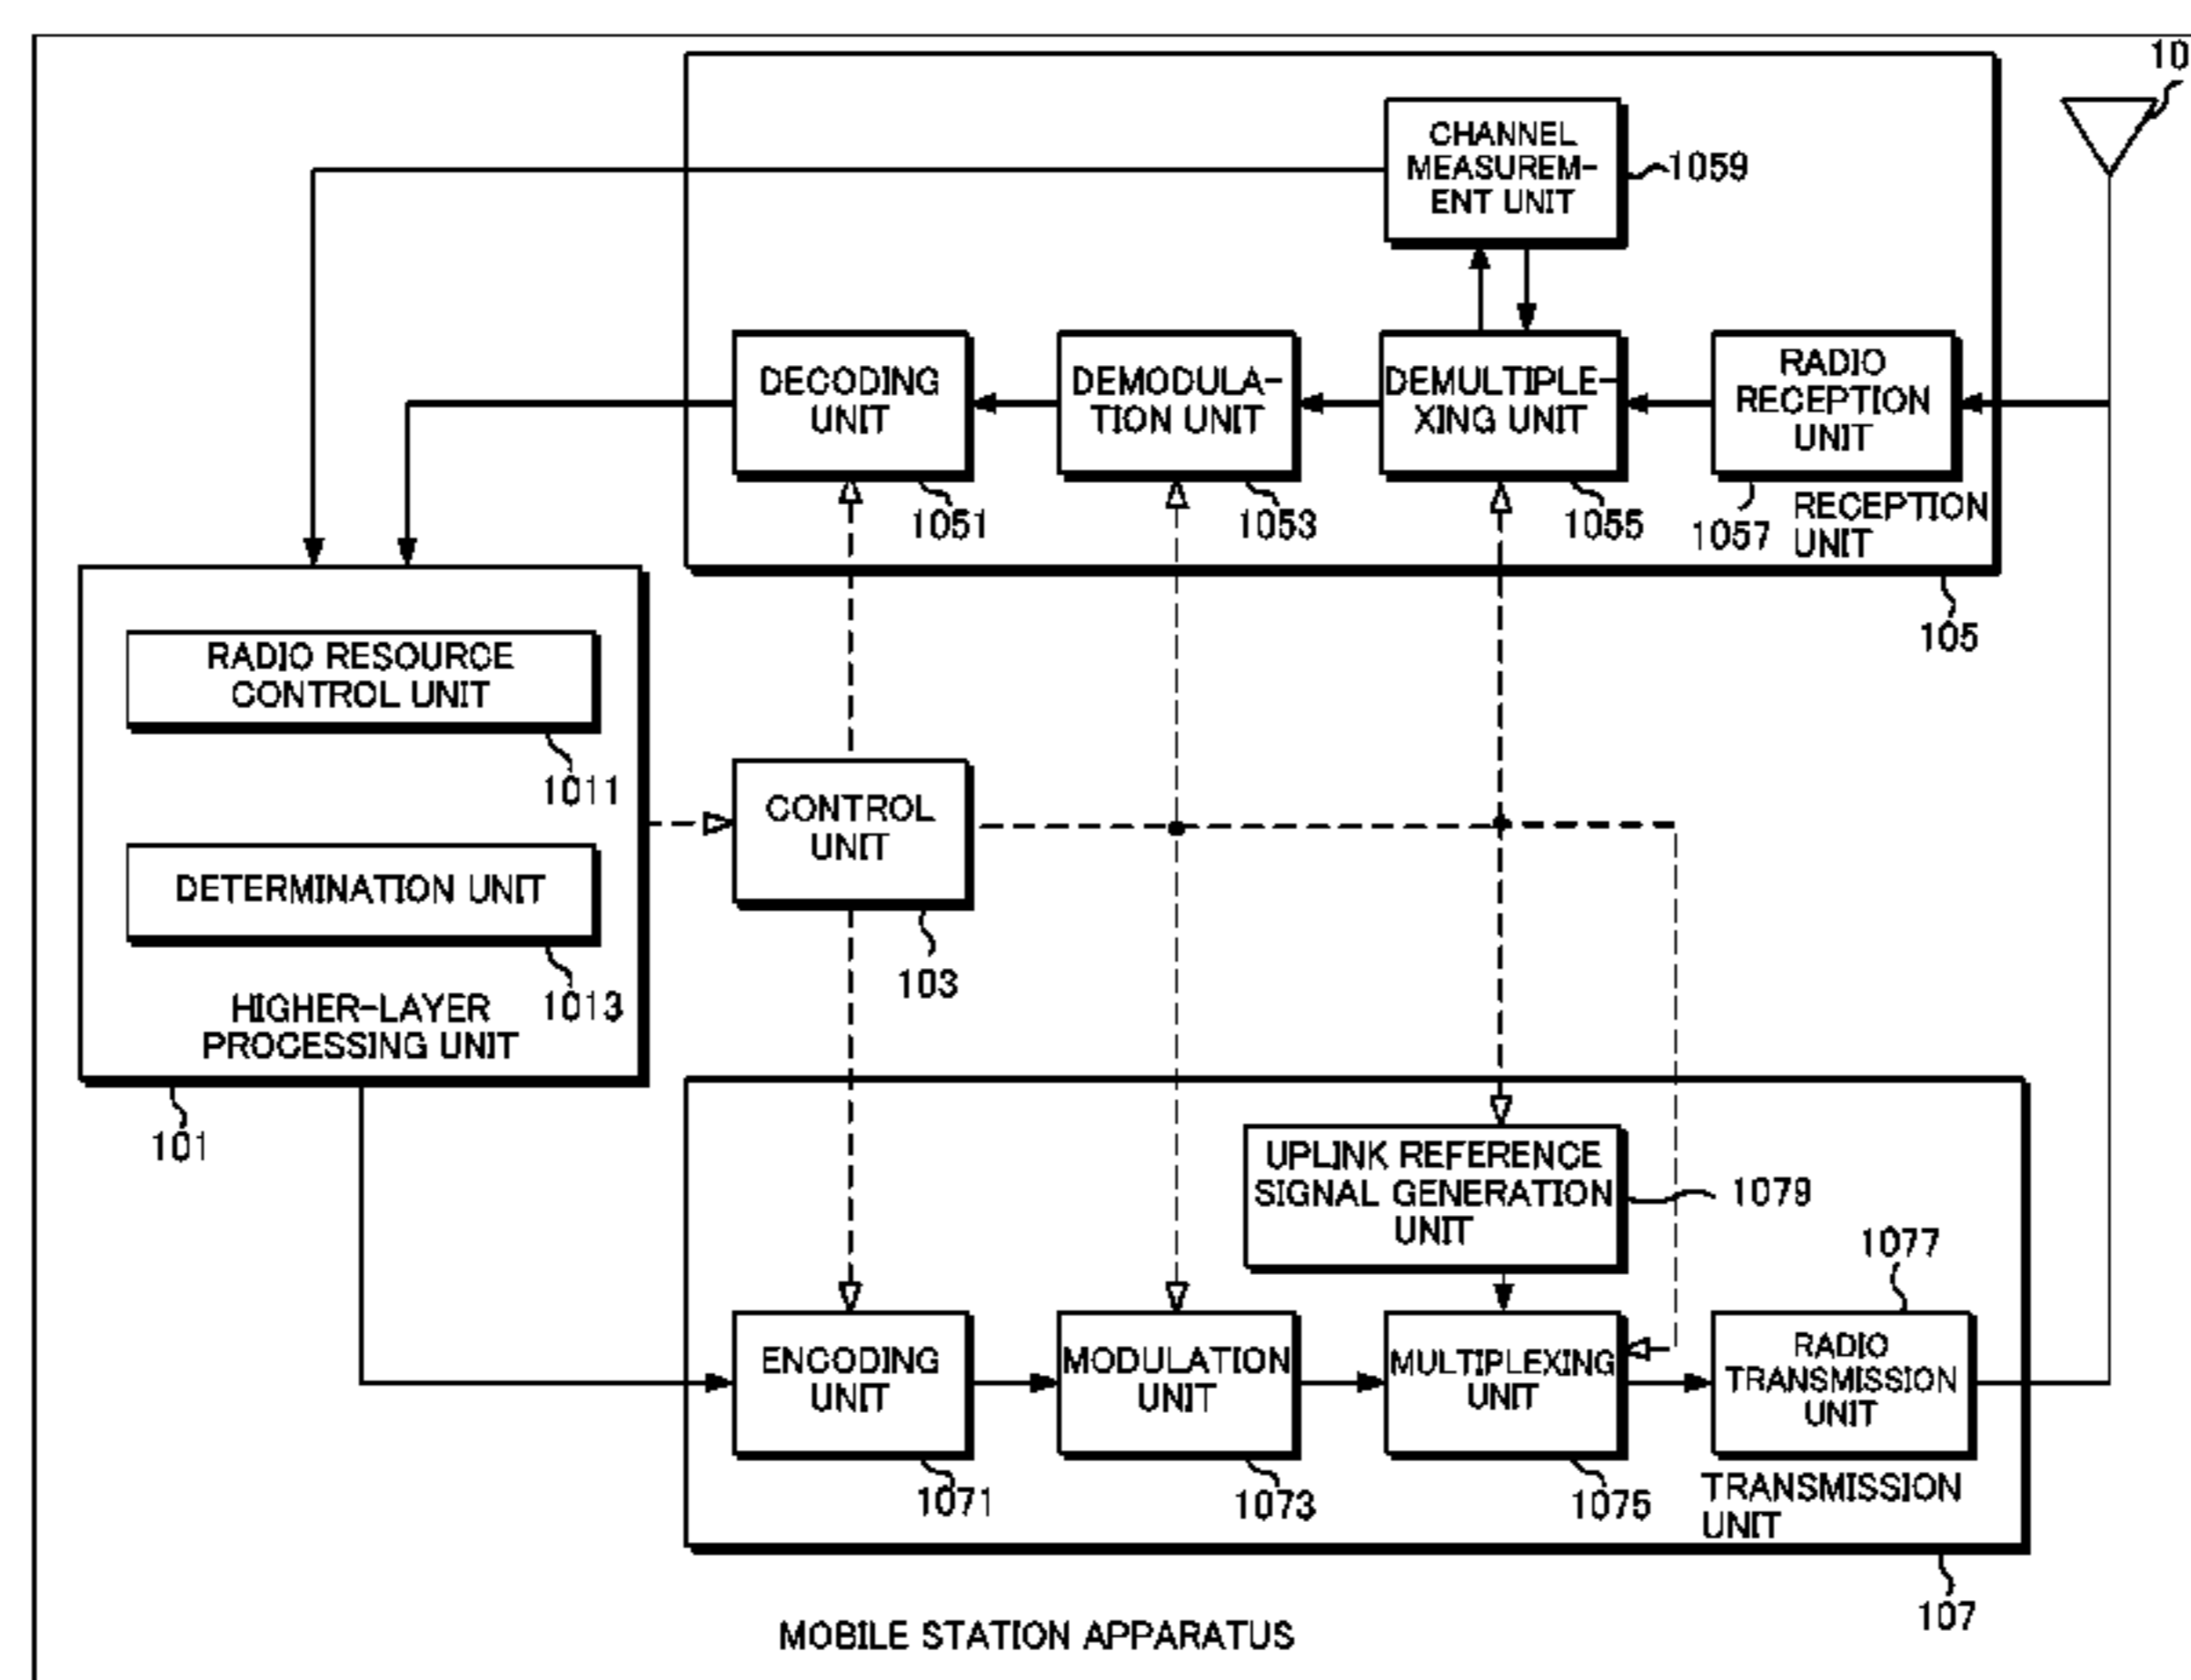 10
CHANNEL
MEASUREM-
ENT UNIT
1059
DECODING
UNIT
1051
DEMODULA-
TION UNIT
1053
DEMULTIPLE-
XING UNIT
1055
RADIO
RECEPTION
UNIT
1057
RECEPTION
UNIT
105
RADIO RESOURCE
CONTROL UNIT
1011
DETERMINATION UNIT
1013
HIGHER-LAYER
PROCESSING UNIT
101
CONTROL
UNIT
103
UPLINK REFERENCE
SIGNAL GENERATION
UNIT
1079
ENCODING
UNIT
1071
MODULATION
UNIT
1073
MULTIPLEXING
UNIT
1075
1077
RADIO
TRANSMISSION
UNIT
TRANSMISSION
UNIT
107
MOBILE STATION APPARATUS